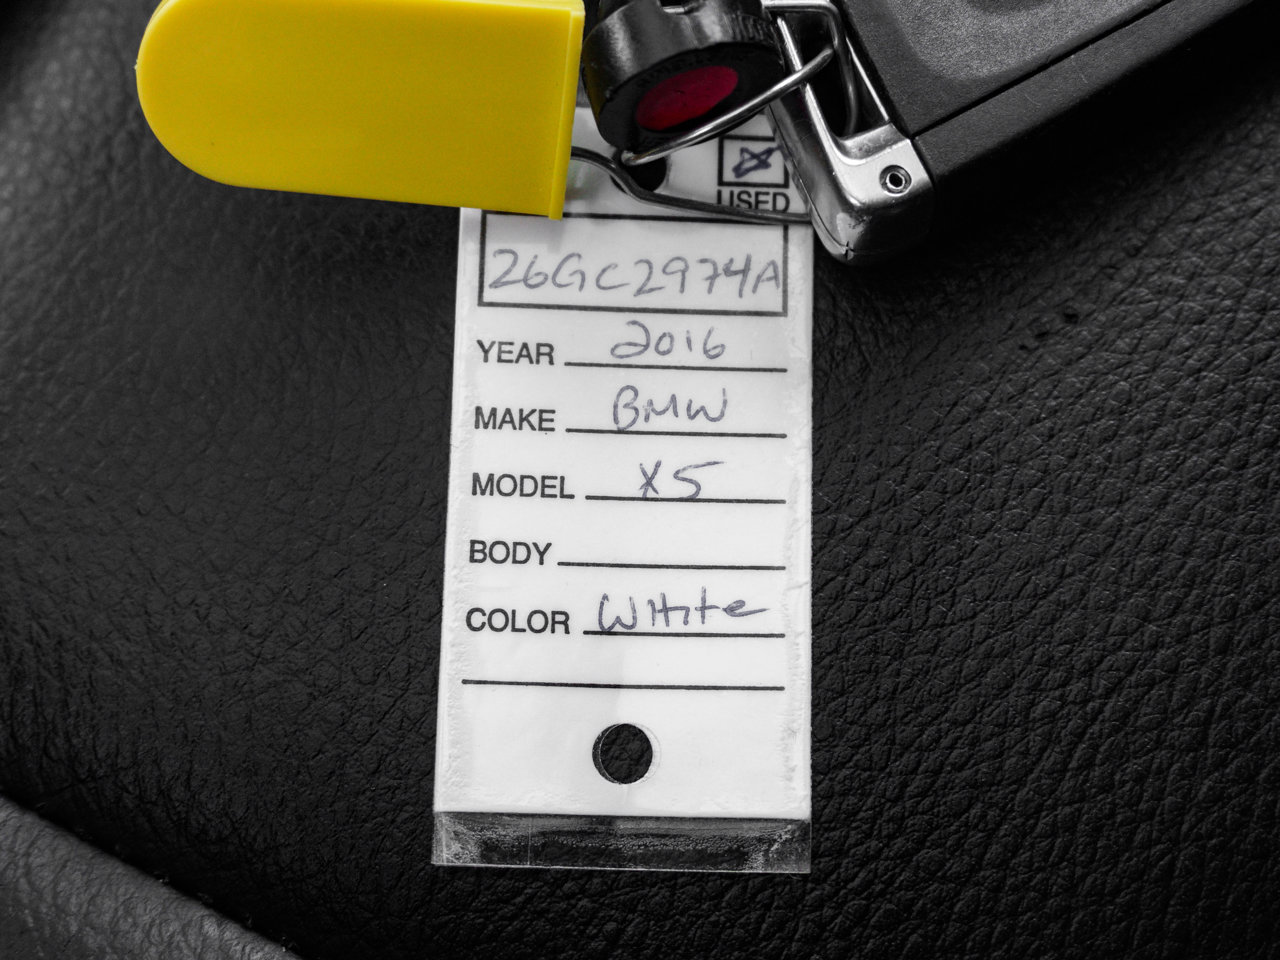 USED
26GC2974A
YEAR 2016
MAKE BMW
MODEL X5
BODY
COLOR WHite